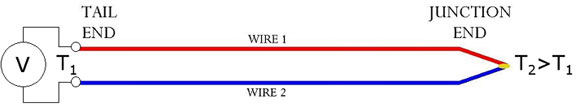 TAIL
END
JUNCTION
END
WIRE 1
V
T₁
T₂>T₁
WIRE 2